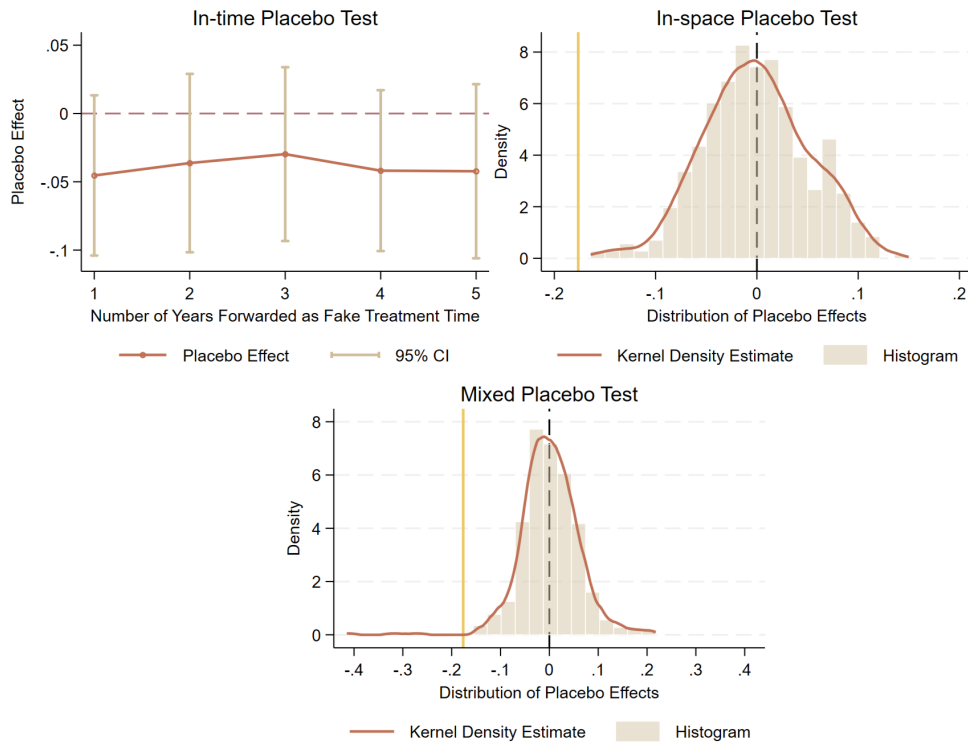 In-time Placebo Test
Placebo Effect
.05
0
-.05
-.1
1 2 3 4 5
Number of Years Forwarded as Fake Treatment Time
Placebo Effect 95% CI
In-space Placebo Test
Density
8
6
4
2
0
-.2 -.1 0 .1 .2
Distribution of Placebo Effects
Kernel Density Estimate Histogram
Mixed Placebo Test
Density
8
6
4
2
0
-.4 -.3 -.2 -.1 0 .1 .2 .3 .4
Distribution of Placebo Effects
Kernel Density Estimate Histogram